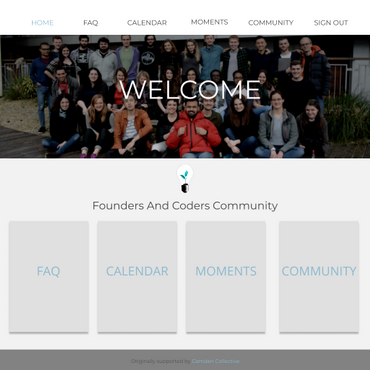 HOME FAQ CALENDAR MOMENTS COMMUNITY SIGN OUT
WELCOME
Founders And Coders Community
FAQ CALENDAR MOMENTS COMMUNITY
Originally supported by